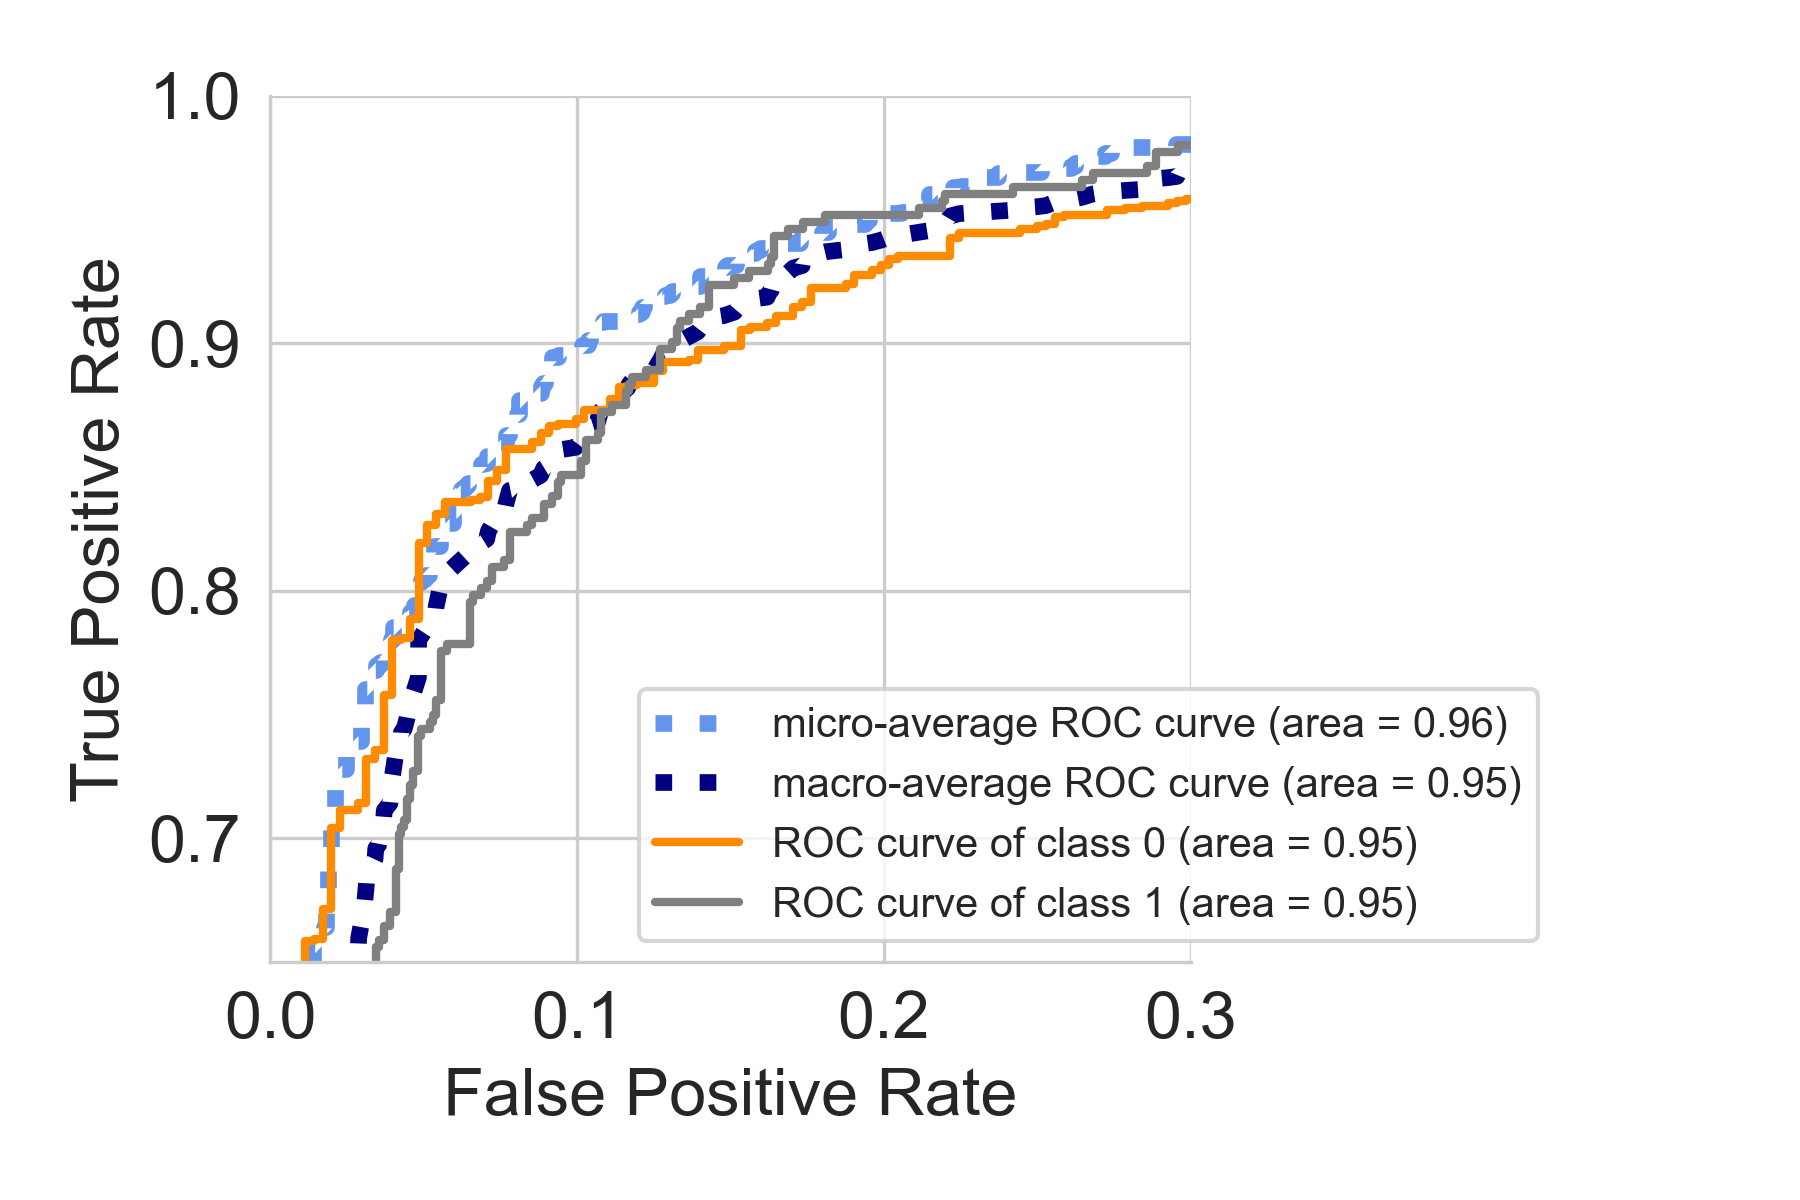 True Positive Rate
1.0
0.9
0.8
0.7
micro-average ROC curve (area = 0.96)
macro-average ROC curve (area = 0.95)
ROC curve of class 0 (area = 0.95)
ROC curve of class 1 (area = 0.95)
0.0 0.1 0.2 0.3
False Positive Rate